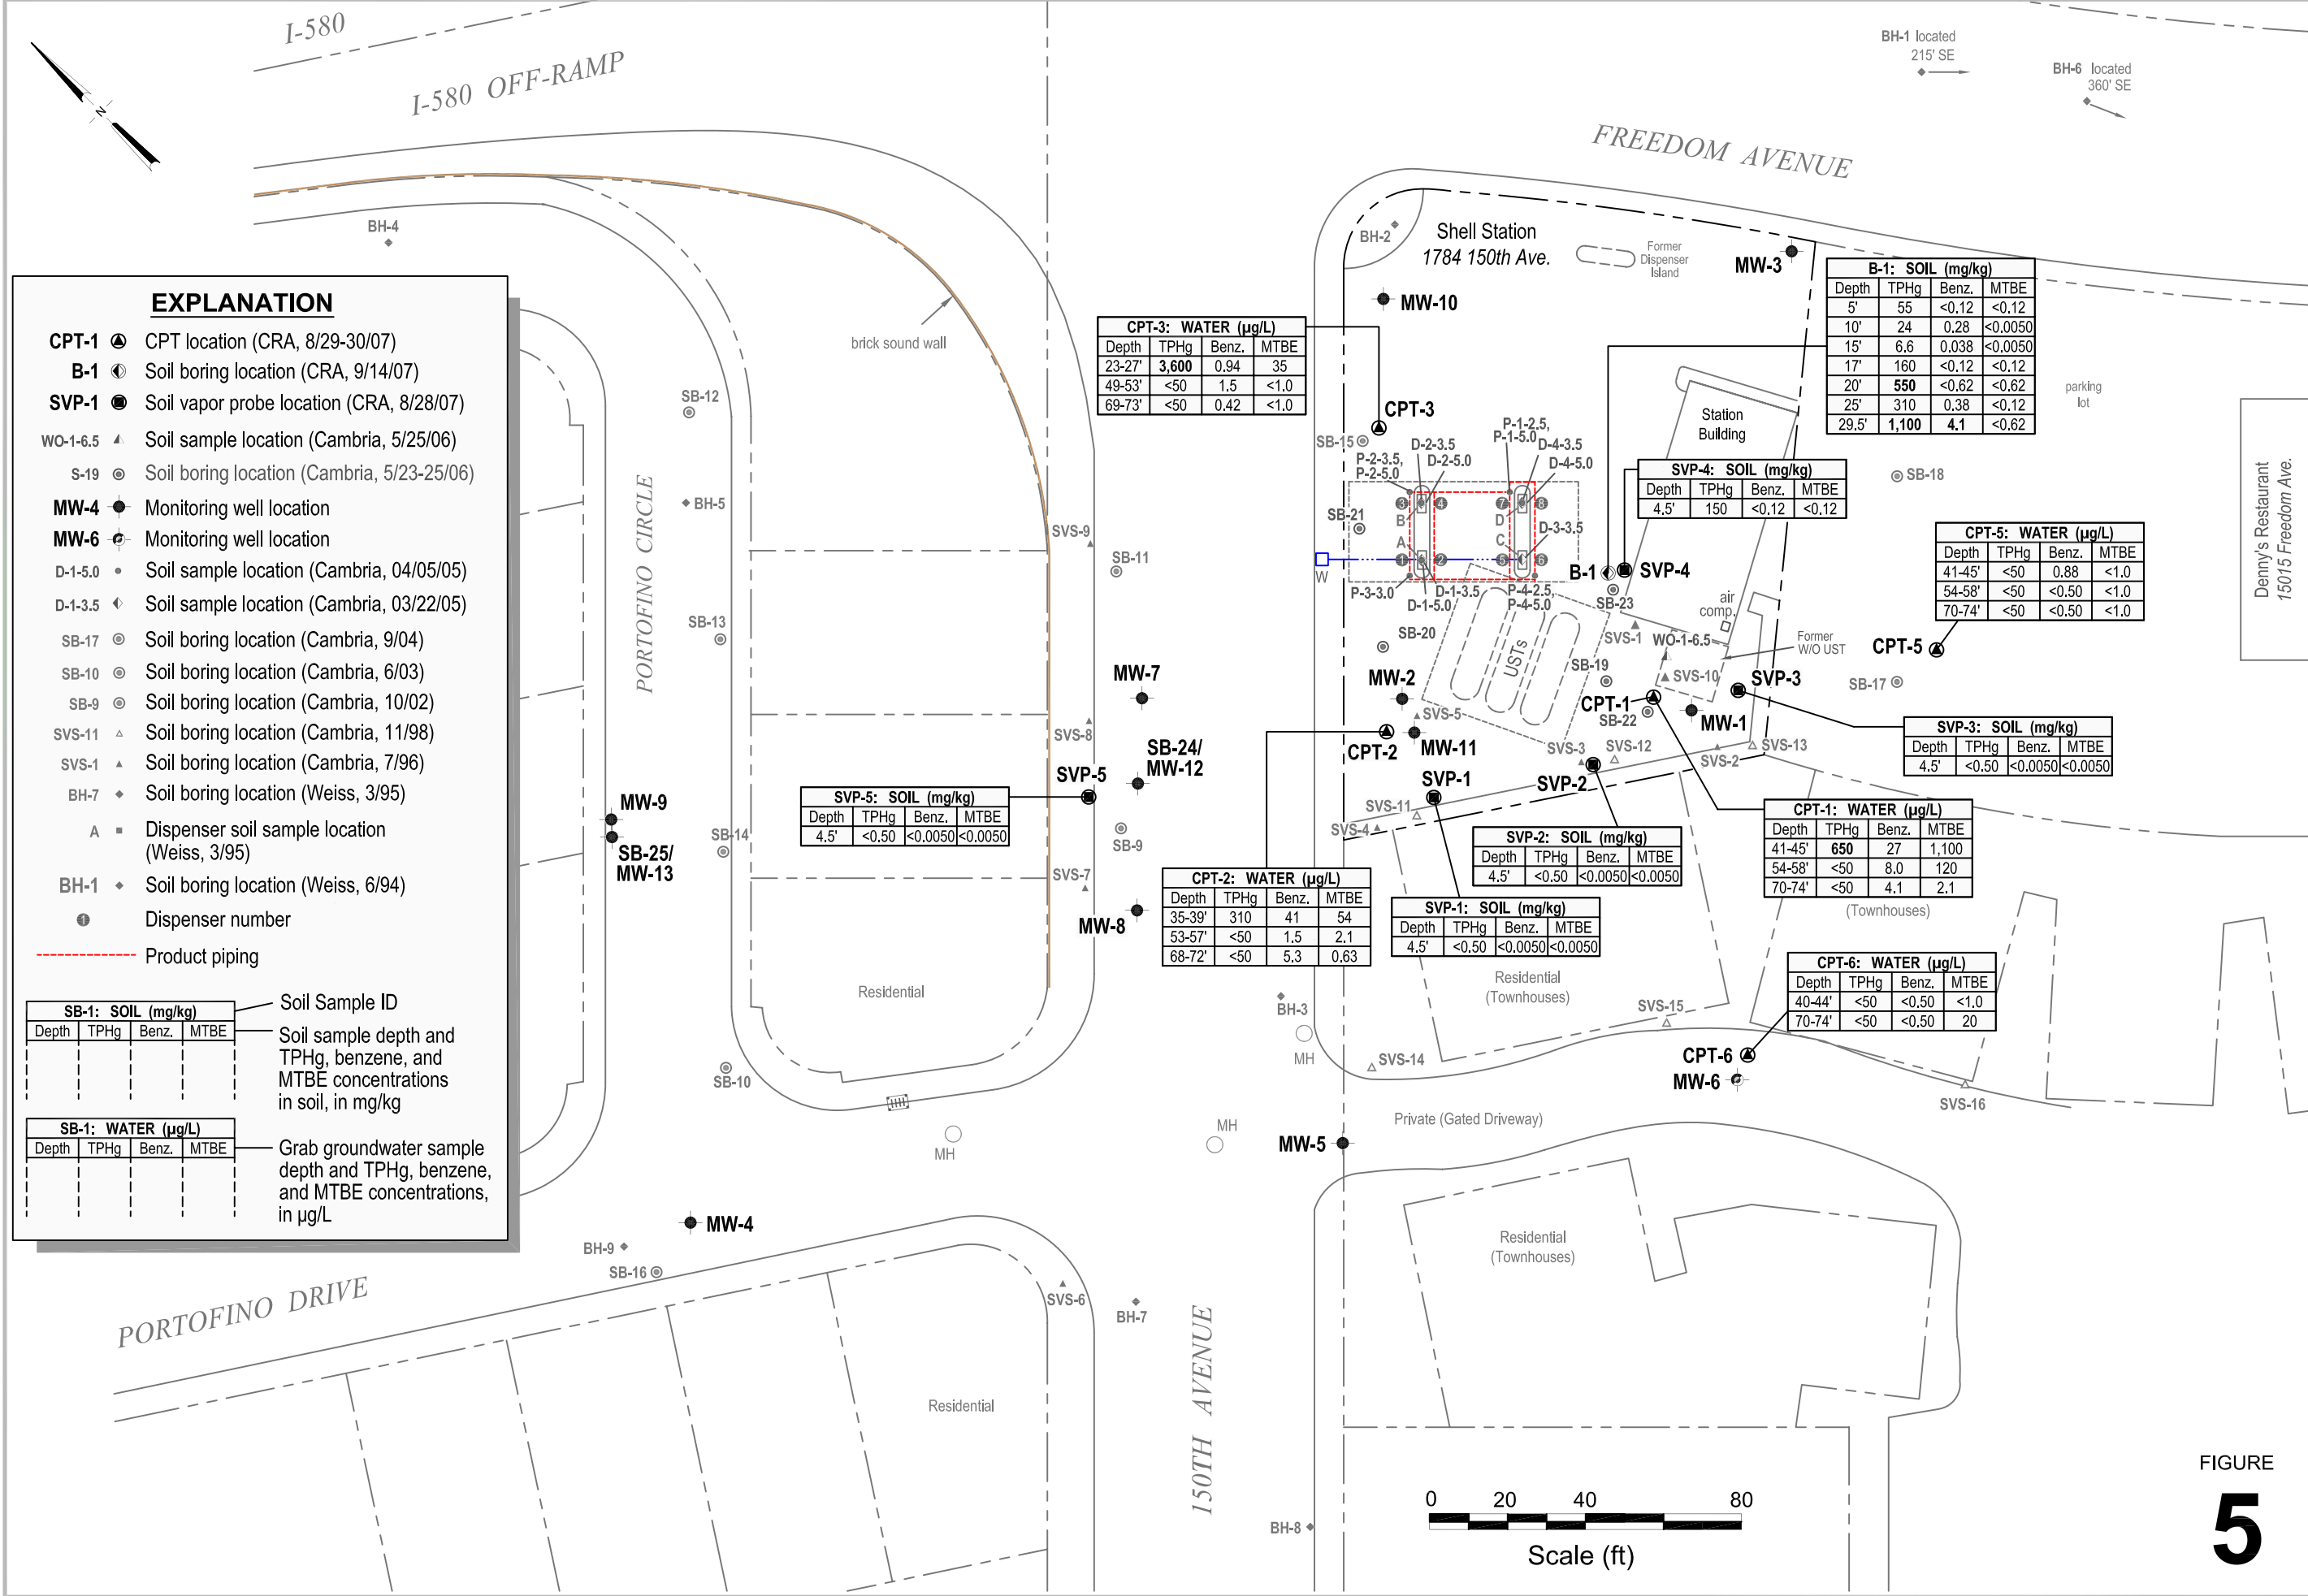 I-580
I-580 OFF-RAMP
N
BH-1 located
215' SE
BH-6 located
360' SE
FREEDOM AVENUE
BH-4
BH-2
Shell Station
1784 150th Ave.
Former
Dispenser
Island
MW-3
MW-10
brick sound wall
EXPLANATION
CPT-1 CPT location (CRA, 8/29-30/07)
B-1 Soil boring location (CRA, 9/14/07)
SVP-1 Soil vapor probe location (CRA, 8/28/07)
WO-1-6.5 Soil sample location (Cambria, 5/25/06)
S-19 Soil boring location (Cambria, 5/23-25/06)
MW-4 Monitoring well location
MW-6 Monitoring well location
D-1-5.0 Soil sample location (Cambria, 04/05/05)
D-1-3.5 Soil sample location (Cambria, 03/22/05)
SB-17 Soil boring location (Cambria, 9/04)
SB-10 Soil boring location (Cambria, 6/03)
SB-9 Soil boring location (Cambria, 10/02)
SVS-11 Soil boring location (Cambria, 11/98)
SVS-1 Soil boring location (Cambria, 7/96)
BH-7 Soil boring location (Weiss, 3/95)
A Dispenser soil sample location
(Weiss, 3/95)
BH-1 Soil boring location (Weiss, 6/94)
1 Dispenser number
Product piping
SB-1: SOIL (mg/kg)
Depth TPHg Benz. MTBE
Soil Sample ID
Soil sample depth and
TPHg, benzene, and
MTBE concentrations
in soil, in mg/kg
SB-1: WATER (µg/L)
Depth TPHg Benz. MTBE
Grab groundwater sample
depth and TPHg, benzene,
and MTBE concentrations,
in µg/L
B-1: SOIL (mg/kg)
Depth TPHg Benz. MTBE
5' 55 <0.12 <0.12
10' 24 0.28 <0.0050
15' 6.6 0.038 <0.0050
17' 160 <0.12 <0.12
20' 550 <0.62 <0.62
25' 310 0.38 <0.12
29.5' 1,100 4.1 <0.62
CPT-3: WATER (µg/L)
Depth TPHg Benz. MTBE
23-27' 3,600 0.94 35
49-53' <50 1.5 <1.0
69-73' <50 0.42 <1.0
SB-12
BH-5
PORTOFINO CIRCLE
SB-13
SVS-9
SB-11
CPT-3
SB-15
P-1-2.5,
P-1-5.0
D-2-3.5
D-4-3.5
P-2-3.5,
P-2-5.0
D-2-5.0
D-4-5.0
3
4
7
8
B
D
SB-21
A
C
D-3-3.5
1
2
5
6
W
P-3-3.0
D-1-5.0
D-1-3.5
P-4-2.5,
P-4-5.0
Station
Building
parking
lot
SVP-4: SOIL (mg/kg)
Depth TPHg Benz. MTBE
4.5' 150 <0.12 <0.12
SB-18
Denny's Restaurant
15015 Freedom Ave.
CPT-5: WATER (µg/L)
Depth TPHg Benz. MTBE
41-45' <50 0.88 <1.0
54-58' <50 <0.50 <1.0
70-74' <50 <0.50 <1.0
B-1
SVP-4
SB-23
SVS-1
air
comp.
WO-1-6.5
Former
W/O UST
CPT-5
SB-17
SB-20
USTs
SB-19
SVS-10
SVP-3
MW-7
MW-2
SVS-5
CPT-1
SB-22
MW-1
SVS-8
CPT-2
MW-11
SVS-3
SVS-12
SVS-2
SVS-13
SVP-3: SOIL (mg/kg)
Depth TPHg Benz. MTBE
4.5' <0.50 <0.0050 <0.0050
SB-24/
MW-12
SVP-5
SVP-1
SVP-2
SVP-5: SOIL (mg/kg)
Depth TPHg Benz. MTBE
4.5' <0.50 <0.0050 <0.0050
MW-9
SB-25/
MW-13
SB-14
SB-9
SVS-11
SVS-4
CPT-1: WATER (µg/L)
Depth TPHg Benz. MTBE
41-45' 650 27 1,100
54-58' <50 8.0 120
70-74' <50 4.1 2.1
(Townhouses)
SVP-2: SOIL (mg/kg)
Depth TPHg Benz. MTBE
4.5' <0.50 <0.0050 <0.0050
SVS-7
MW-8
CPT-2: WATER (µg/L)
Depth TPHg Benz. MTBE
35-39' 310 41 54
53-57' <50 1.5 2.1
68-72' <50 5.3 0.63
SVP-1: SOIL (mg/kg)
Depth TPHg Benz. MTBE
4.5' <0.50 <0.0050 <0.0050
Residential
(Townhouses)
Residential
CPT-6: WATER (µg/L)
Depth TPHg Benz. MTBE
40-44' <50 <0.50 <1.0
70-74' <50 <0.50 20
BH-3
MH
SVS-15
SVS-14
CPT-6
MW-6
SVS-16
SB-10
MH
MH
MW-5
Private (Gated Driveway)
MW-4
BH-9
SB-16
PORTOFINO DRIVE
SVS-6
BH-7
150TH AVENUE
Residential
(Townhouses)
Residential
BH-8
0 20 40 80
Scale (ft)
FIGURE
5